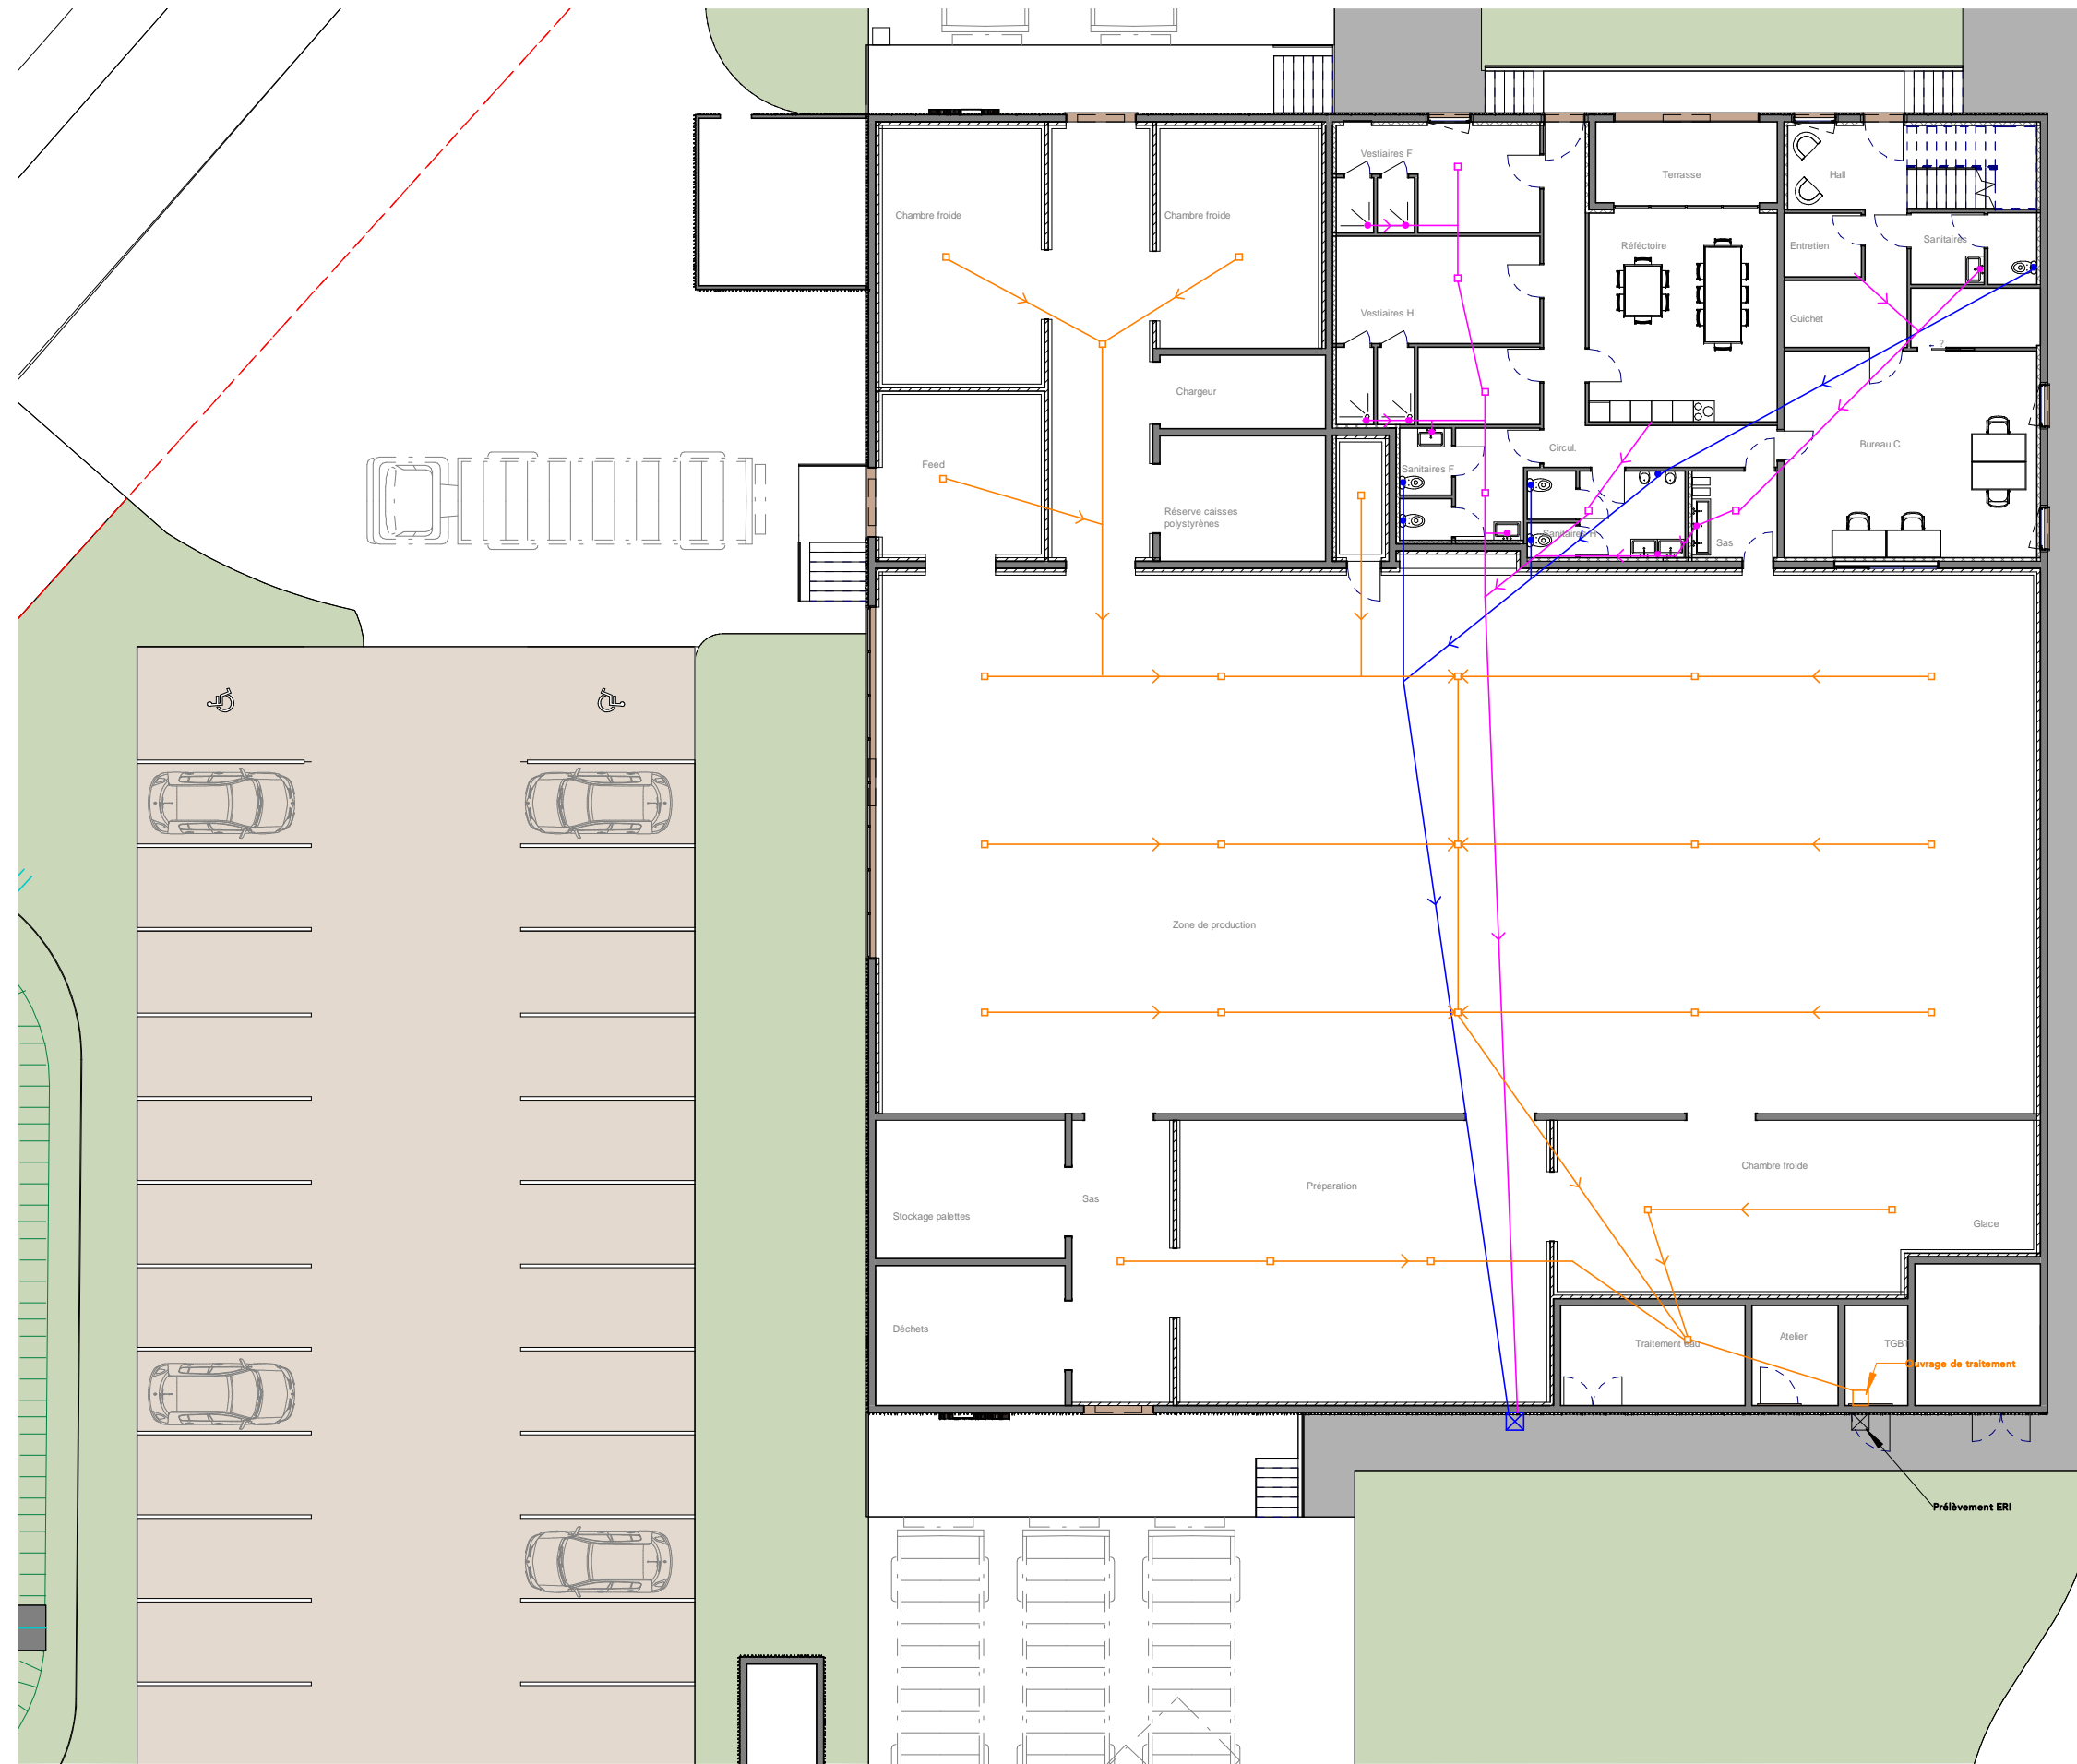 Vestiaires F
Terrasse
Hall
Chambre froide
Chambre froide
Réféctoire
Entretien
Sanitaires
Vestiaires H
Guichet
?
Chargeur
Circul.
Bureau C
Feed
Sanitaires F
Réserve caisses
polystyrènes
Sanitaires H
Sas
Zone de production
Chambre froide
Préparation
Sas
Stockage palettes
Glace
Déchets
Traitement eau
Atelier
TGBT
Ouvrage de traitement
Prélèvement ERI